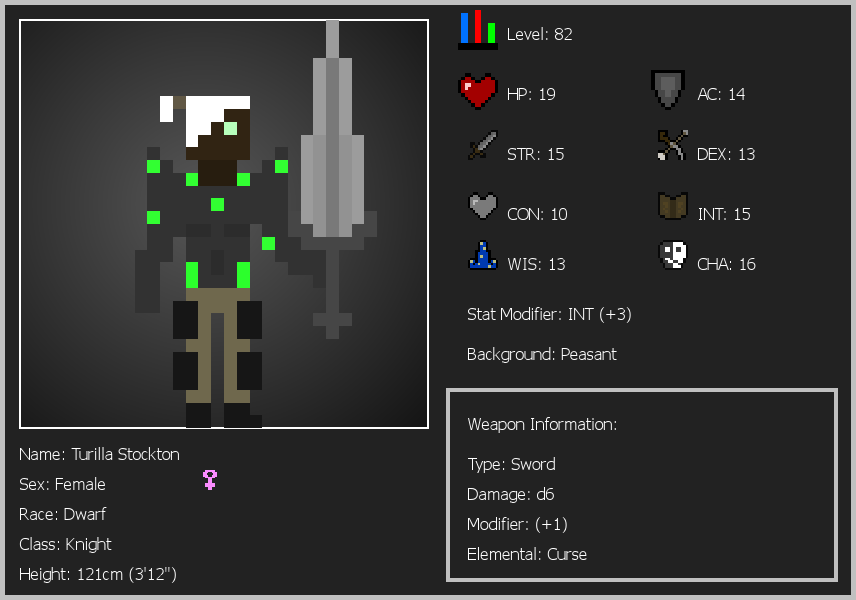 Level: 82
HP: 19
AC: 14
STR: 15
DEX: 13
CON: 10
INT: 15
WIS: 13
CHA: 16
Stat Modifier: INT (+3)
Background: Peasant
Weapon Information:
Type: Sword
Damage: d6
Modifier: (+1)
Elemental: Curse
Name: Turilla Stockton
Sex: Female
Race: Dwarf
Class: Knight
Height: 121cm (3'12")